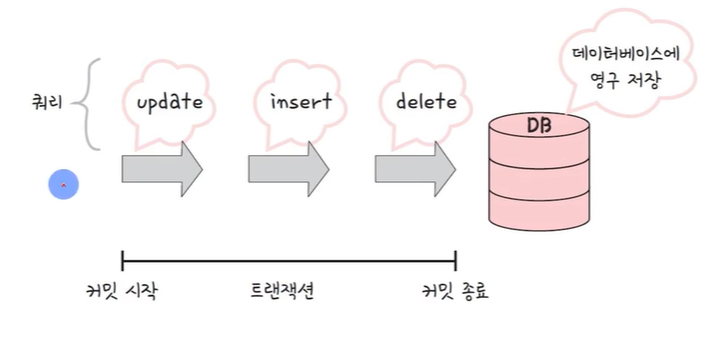 데이터베이스에
영구 저장
쿼리
update
insert
delete
DB
커밋 시작
트랜잭션
커밋 종료